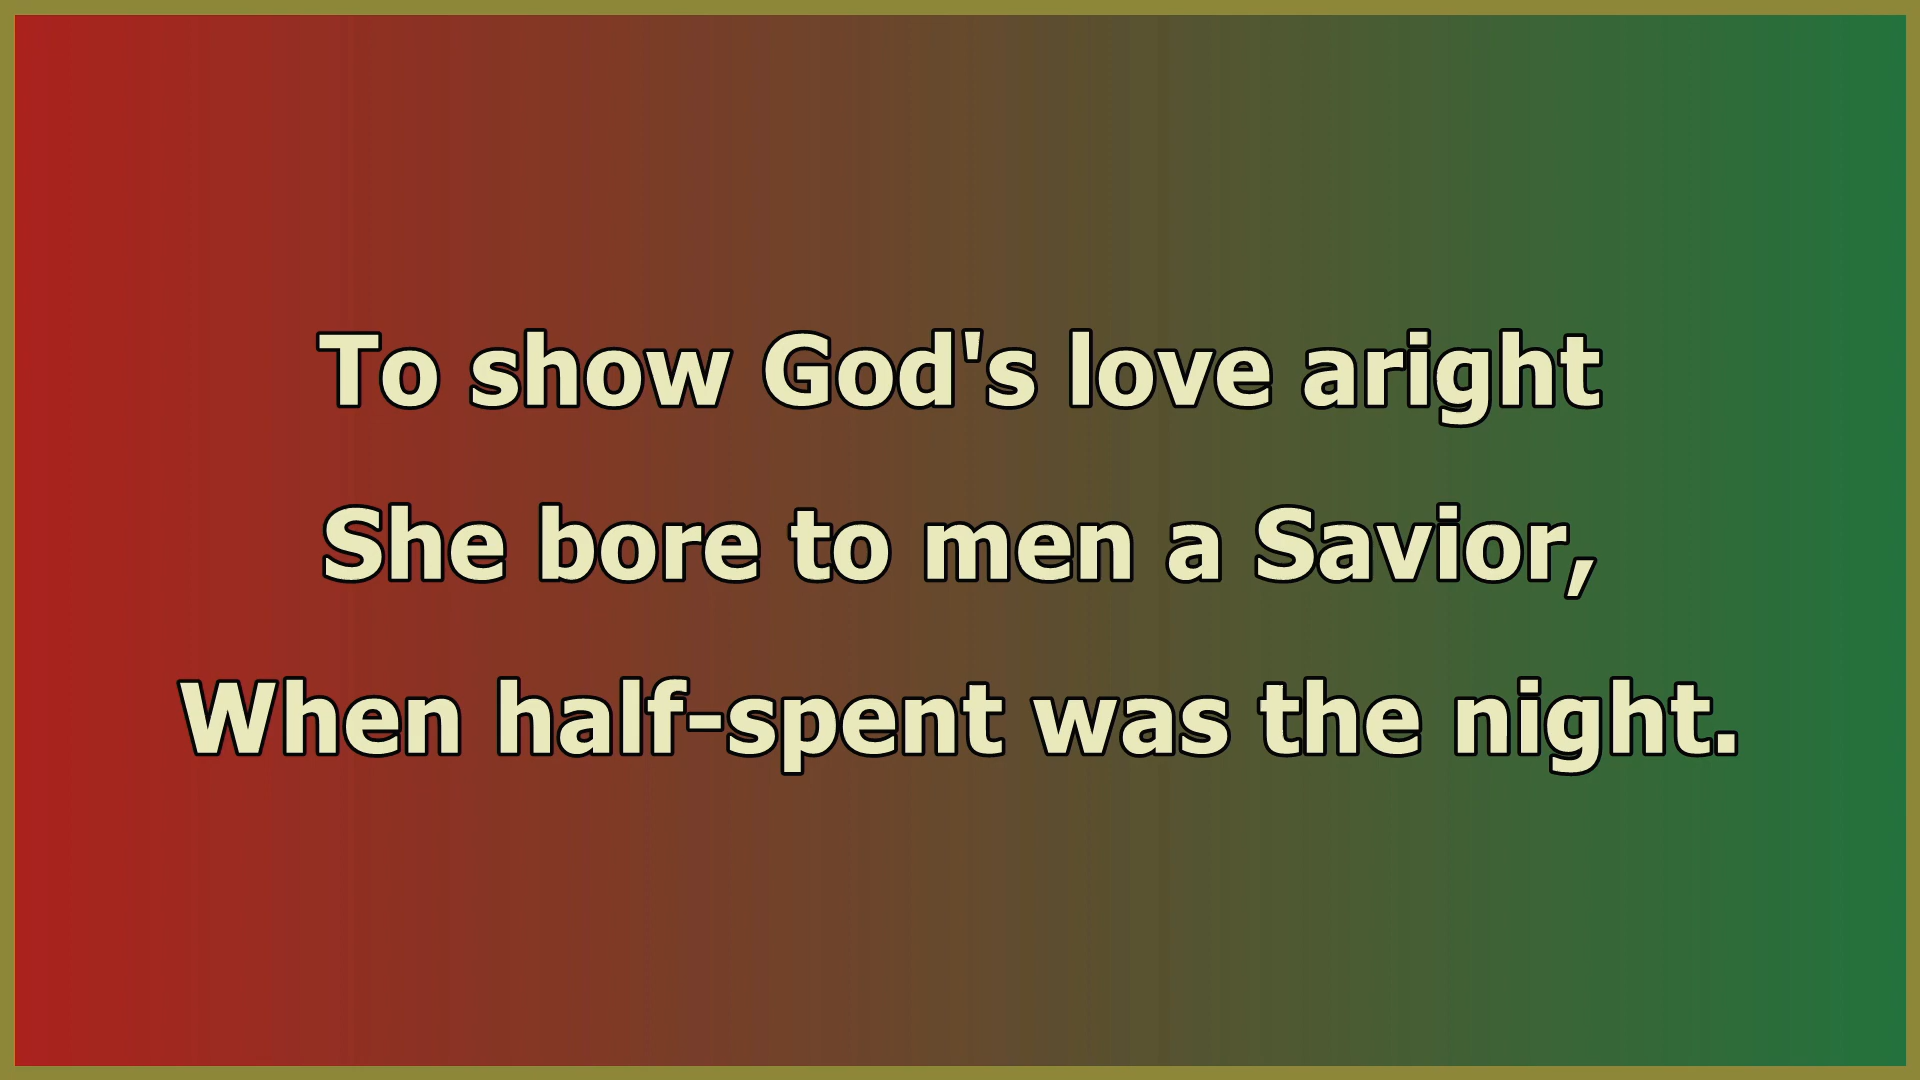 To show God's love aright
She bore to men a Savior,
When half-spent was the night.